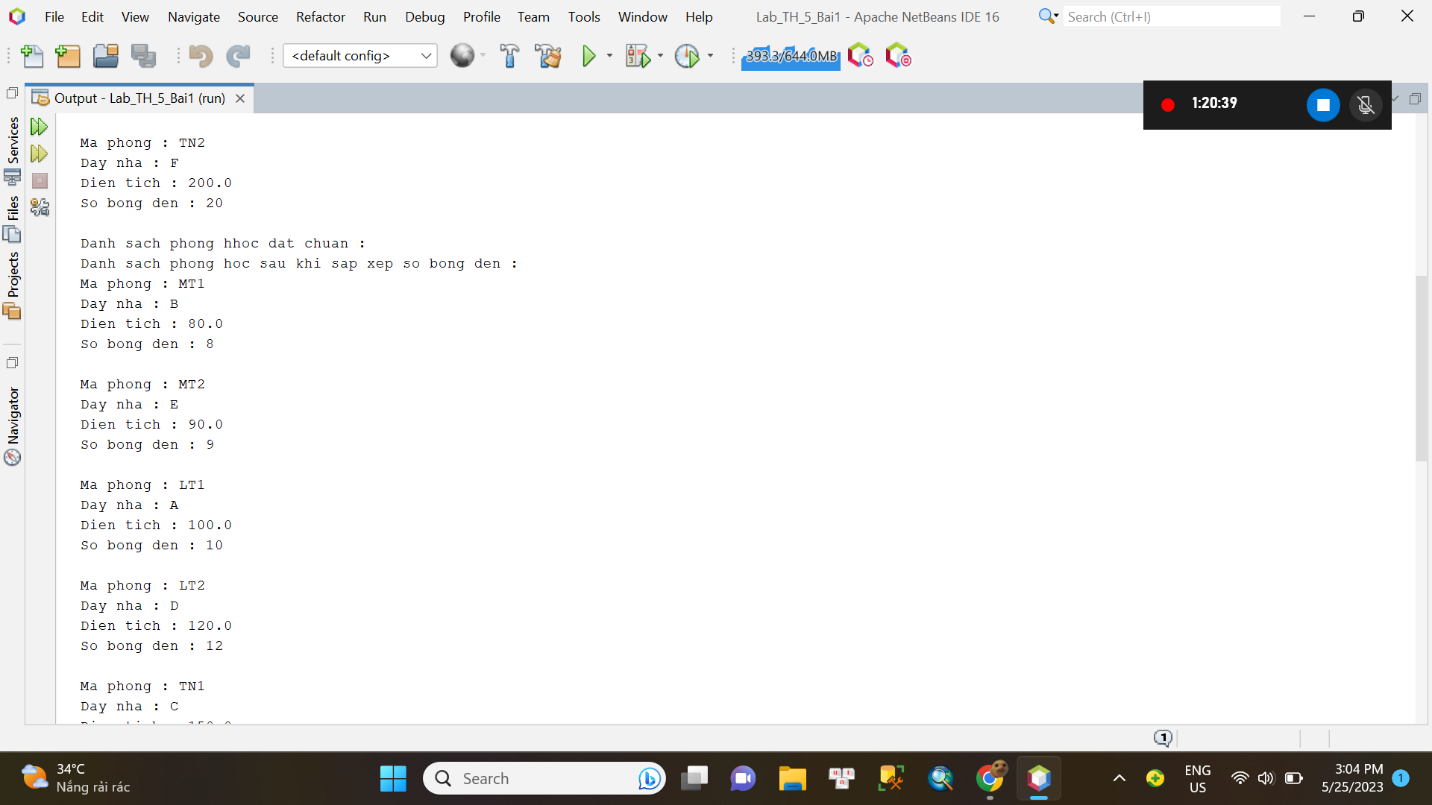 File Edit View Navigate Source Refactor Run Debug Profile Team Tools Window Help
Lab_TH_5_Bai1 - Apache NetBeans IDE 16
Search (Ctrl+I)
<default config>
393.3/644.0MB
Output - Lab_TH_5_Bai1 (run)
1:20:39
Services
Files
Projects
Navigator
Ma phong : TN2
Day nha : F
Dien tich : 200.0
So bong den : 20
Danh sach phong hhoc dat chuan :
Danh sach phong hoc sau khi sap xep so bong den :
Ma phong : MT1
Day nha : B
Dien tich : 80.0
So bong den : 8
Ma phong : MT2
Day nha : E
Dien tich : 90.0
So bong den : 9
Ma phong : LT1
Day nha : A
Dien tich : 100.0
So bong den : 10
Ma phong : LT2
Day nha : D
Dien tich : 120.0
So bong den : 12
Ma phong : TN1
Day nha : C
1
34°C
Nắng rải rác
Search
ENG
US
3:04 PM
5/25/2023
1